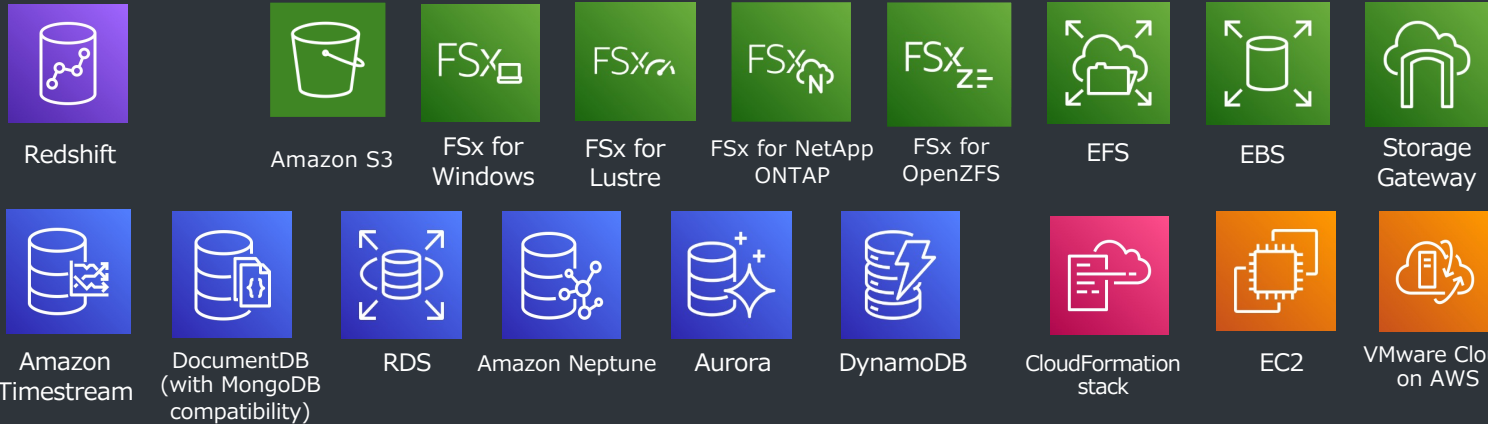 FSx
FSx
FSx
N
FSx
Z
Redshift
Amazon S3
FSx for
Windows
FSx for
Lustre
FSx for NetApp
ONTAP
FSx for
OpenZFS
EFS
EBS
Storage
Gateway
{}
Amazon
Timestream
DocumentDB
(with MongoDB
compatibility)
RDS
Amazon Neptune
Aurora
DynamoDB
CloudFormation
stack
EC2
VMware Clo
on AWS